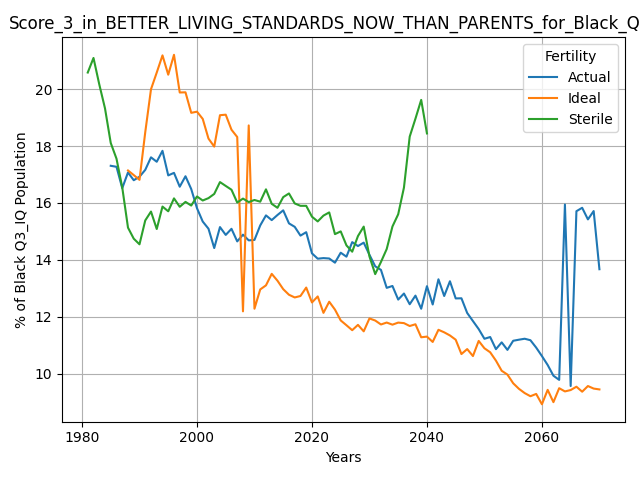 Score_3_in_BETTER_LIVING_STANDARDS_NOW_THAN_PARENTS_for_Black_Q
Fertility
Actual
Ideal
Sterile
% of Black Q3_IQ Population
20
18
16
14
12
10
1980
2000
2020
2040
2060
Years